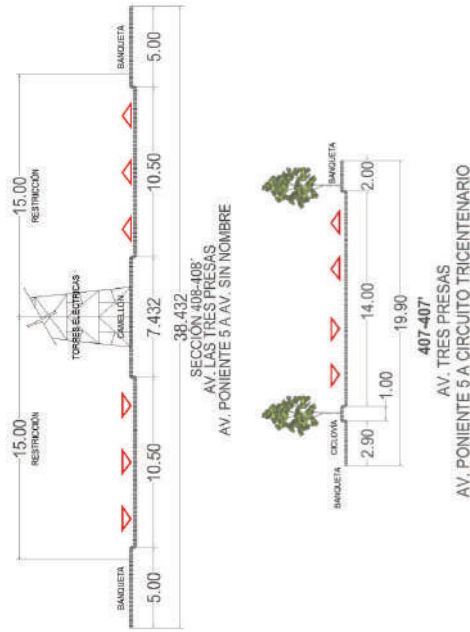 15.00
RESTRICCIÓN
15.00
RESTRICCIÓN
TORRES ELECTRICAS
BANQUETA
CAMELLON
BANQUETA
5.00
10.50
7.432
10.50
5.00
38.432
SECCIÓN 408-408'
AV. LAS TRES PRESAS
AV. PONIENTE 5 A AV. SIN NOMBRE
BANQUETA
CICLOVIA
BANQUETA
2.90
1.00
14.00
2.00
19.90
407-407'
AV. TRES PRESAS
AV. PONIENTE 5 A CIRCUITO TRICENTENARIO